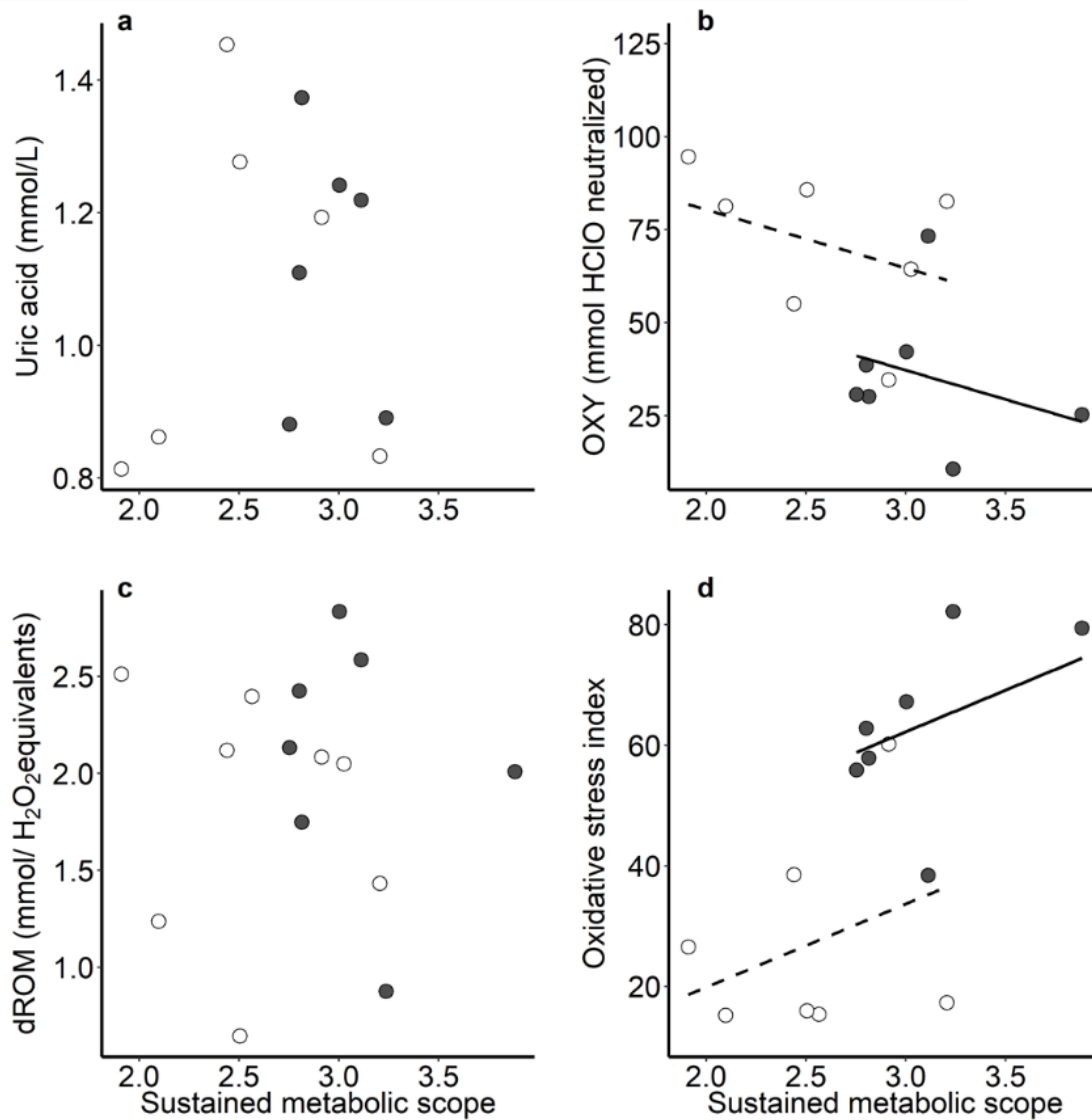 a
Uric acid (mmol/L)
1.4
1.2
1.0
0.8
2.0 2.5 3.0 3.5
b
OXY (mmol HClO neutralized)
125
100
75
50
25
2.0 2.5 3.0 3.5
c
dROM (mmol/ H₂O₂equivalents)
2.5
2.0
1.5
1.0
2.0 2.5 3.0 3.5
Sustained metabolic scope
d
Oxidative stress index
80
60
40
20
2.0 2.5 3.0 3.5
Sustained metabolic scope